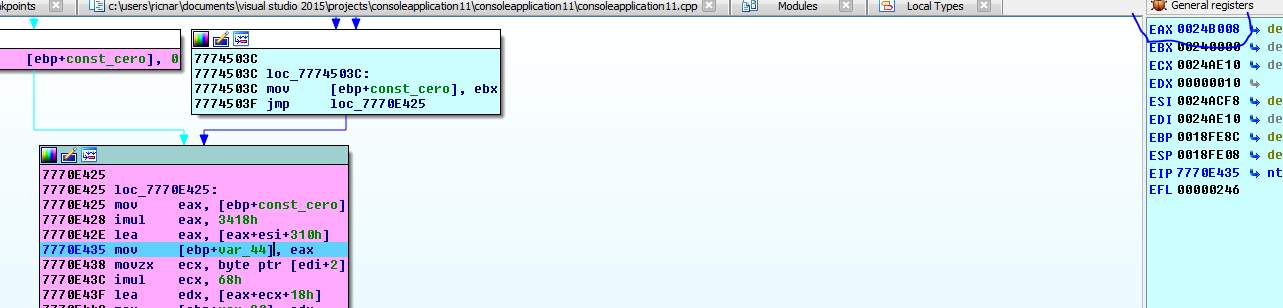 kpoints
c:\users\ricnar\documents\visual studio 2015\projects\consoleapplication11\consoleapplication11\consoleapplication11.cpp
Modules
Local Types
General registers
[ebp+const_cero], 0
7774503C
7774503C loc_7774503C:
7774503C mov [ebp+const_cero], ebx
7774503F jmp loc_7770E425
7770E425
7770E425 loc_7770E425:
7770E425 mov eax, [ebp+const_cero]
7770E428 imul eax, 3418h
7770E42E lea eax, [eax+esi+310h]
7770E435 mov [ebp+var_44], eax
7770E438 movzx ecx, byte ptr [edi+2]
7770E43C imul ecx, 68h
7770E43F lea edx, [eax+ecx+18h]
EAX 0024B008 de
EBX 00240000 de
ECX 0024AE10 de
EDX 00000010
ESI 0024ACF8 de
EDI 0024AE10 de
EBP 0018FE8C de
ESP 0018FE08 de
EIP 7770E435 nt
EFL 00000246